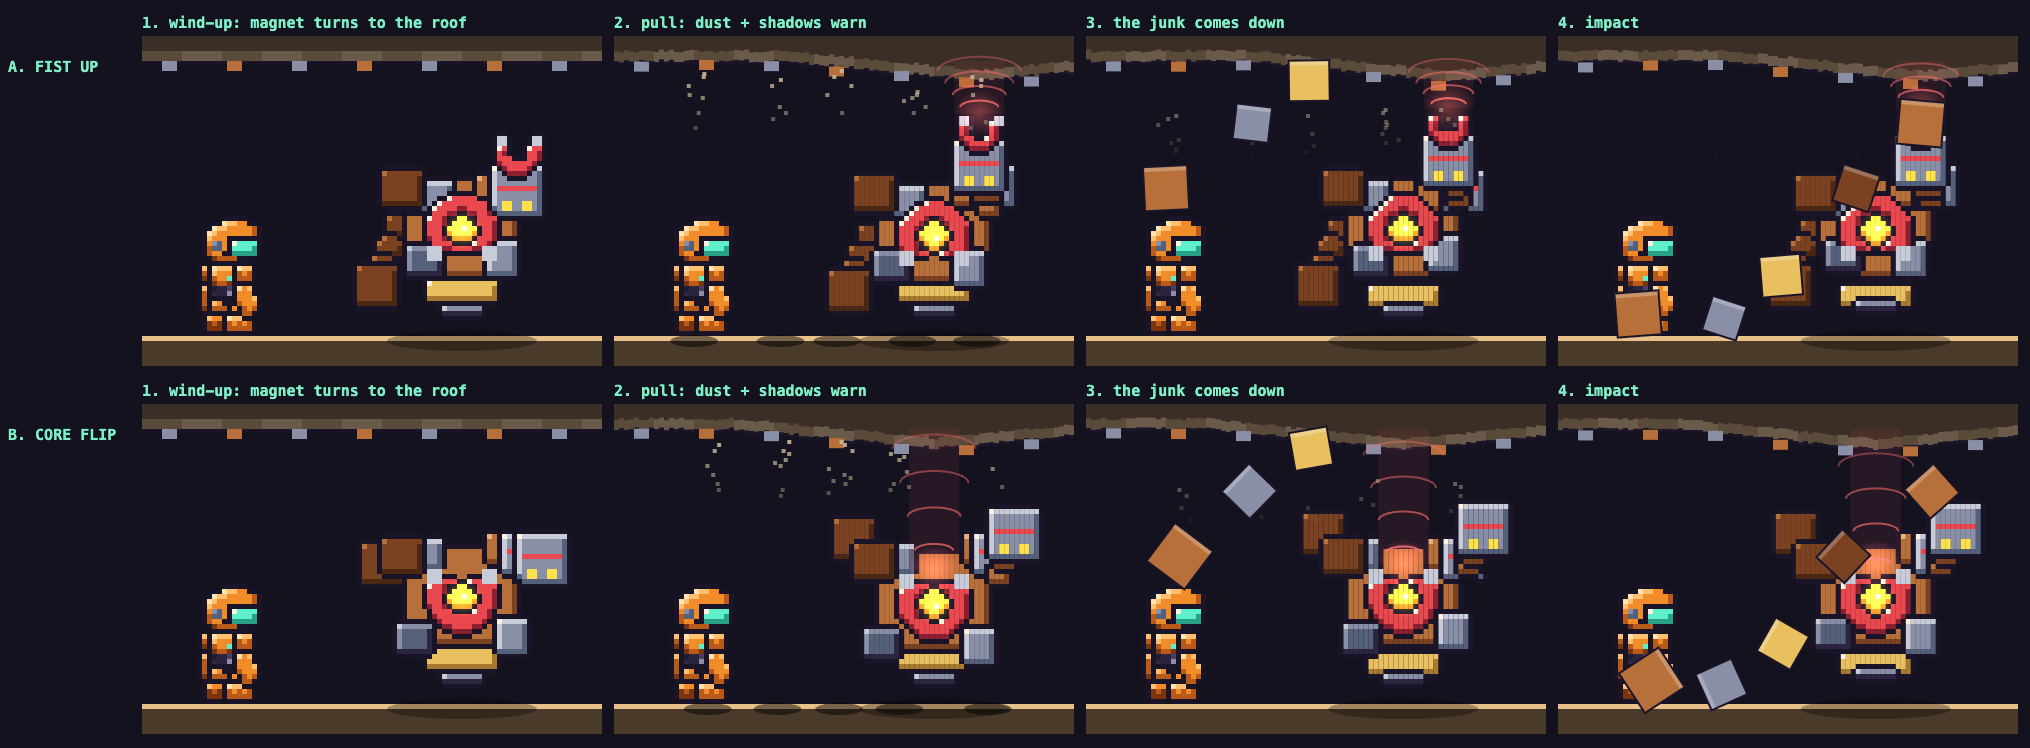 1. wind-up: magnet turns to the roof
2. pull: dust + shadows warn
3. the junk comes down
4. impact
A. FIST UP
1. wind-up: magnet turns to the roof
2. pull: dust + shadows warn
3. the junk comes down
4. impact
B. CORE FLIP